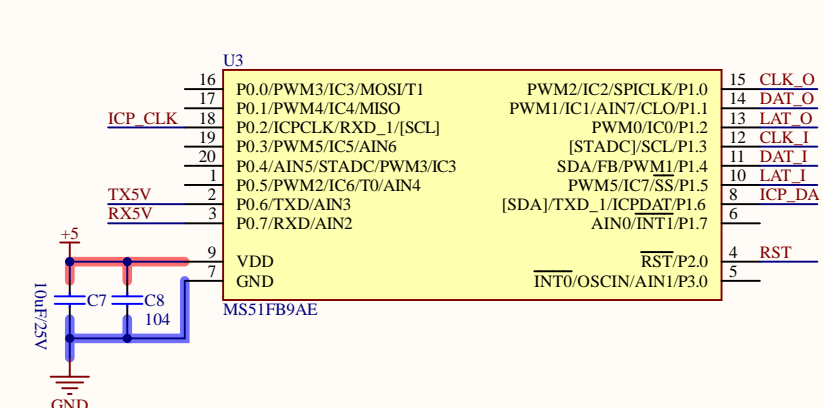 U3
16 P0.0/PWM3/IC3/MOSI/T1 PWM2/IC2/SPICLK/P1.0 15 CLK_O
17 P0.1/PWM4/IC4/MISO PWM1/IC1/AIN7/CLO/P1.1 14 DAT_O
ICP_CLK 18 P0.2/ICPCLK/RXD_1/[SCL] PWM0/IC0/P1.2 13 LAT_O
19 P0.3/PWM5/IC5/AIN6 [STADC]/SCL/P1.3 12 CLK_I
20 P0.4/AIN5/STADC/PWM3/IC3 SDA/FB/PWM1/P1.4 11 DAT_I
1 P0.5/PWM2/IC6/T0/AIN4 PWM5/IC7/SS/P1.5 10 LAT_I
TX5V 2 P0.6/TXD/AIN3 [SDA]/TXD_1/ICPDAT/P1.6 8 ICP_DA
RX5V 3 P0.7/RXD/AIN2 AIN0/INT1/P1.7 6
+5
9 VDD RST/P2.0 4 RST
7 GND INT0/OSCIN/AIN1/P3.0 5
10uF/25V C7 C8
104
MS51FB9AE
GND